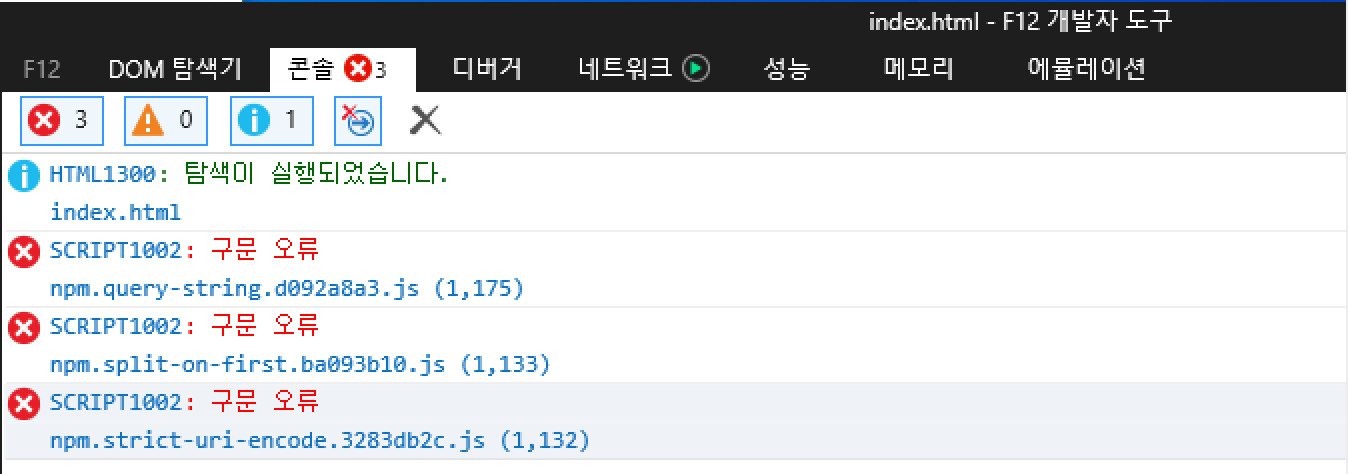 index.html - F12 개발자 도구
F12 DOM 탐색기 콘솔 3 디버거 네트워크 성능 메모리 에뮬레이션
3 0 1
HTML1300: 탐색이 실행되었습니다.
index.html
SCRIPT1002: 구문 오류
npm.query-string.d092a8a3.js (1,175)
SCRIPT1002: 구문 오류
npm.split-on-first.ba093b10.js (1,133)
SCRIPT1002: 구문 오류
npm.strict-uri-encode.3283db2c.js (1,132)